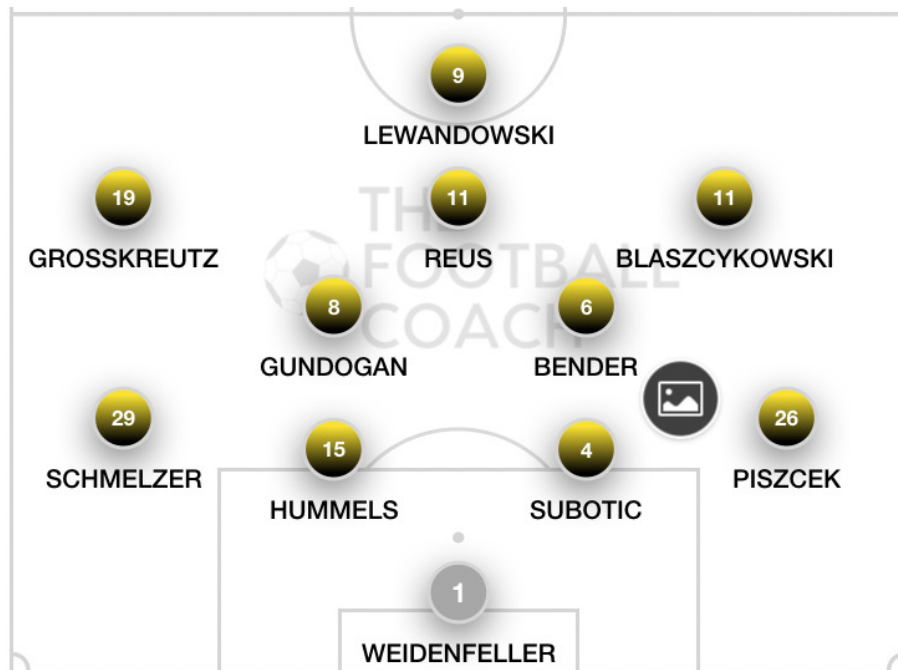 9
LEWANDOWSKI
19
11
11
GROSSKREUTZ
REUS
BLASZCYKOWSKI
THE
FOOTBALL
COACH
8
6
GUNDOGAN
BENDER
29
26
SCHMELZER
PISZCEK
15
4
HUMMELS
SUBOTIC
1
WEIDENFELLER